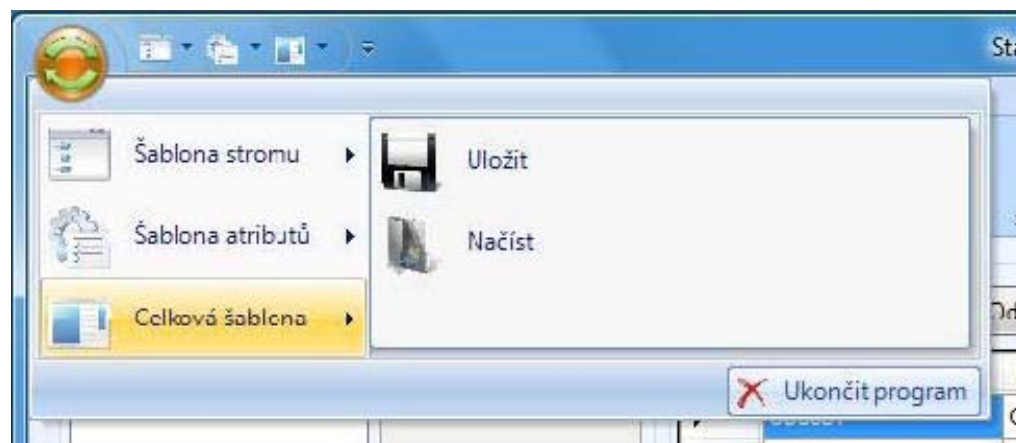 Šablona stromu
Uložit
Šablona atributů
Načíst
Celková šablona
Ukončit program